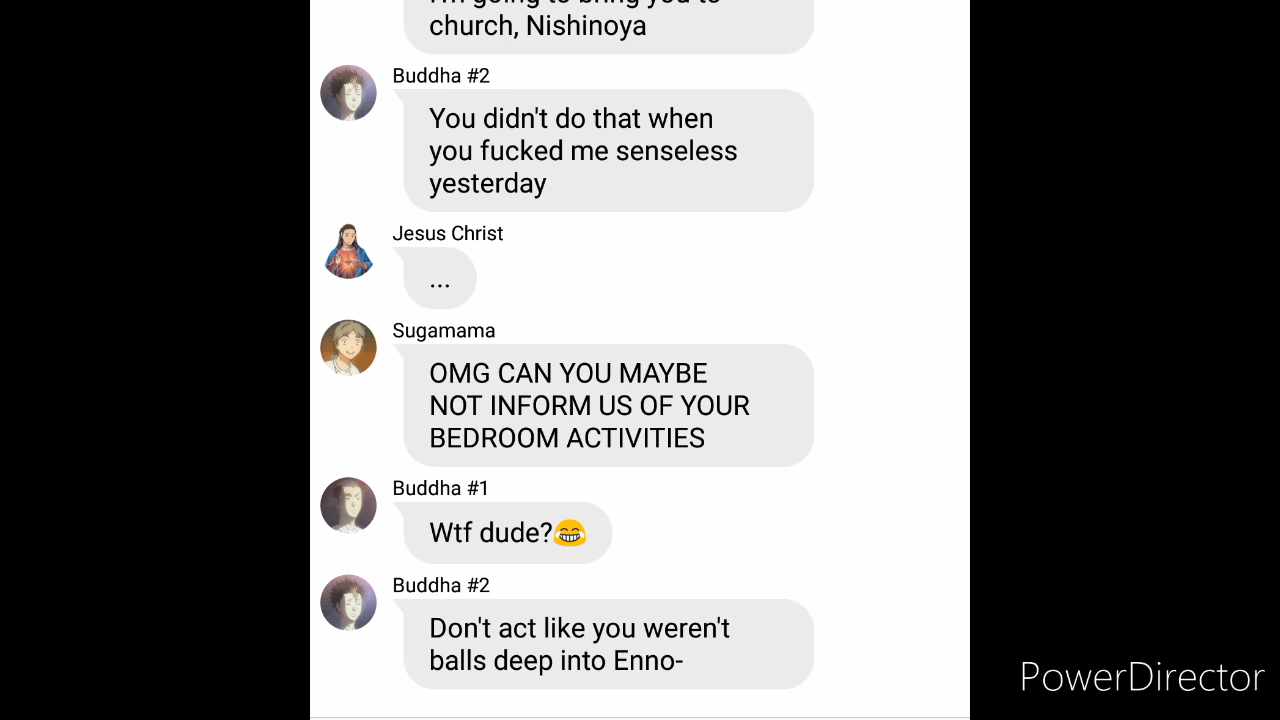 church, Nishinoya
Buddha #2
You didn't do that when
you fucked me senseless
yesterday
Jesus Christ
...
Sugamama
OMG CAN YOU MAYBE
NOT INFORM US OF YOUR
BEDROOM ACTIVITIES
Buddha #1
Wtf dude?😂
Buddha #2
Don't act like you weren't
balls deep into Enno-
PowerDirector